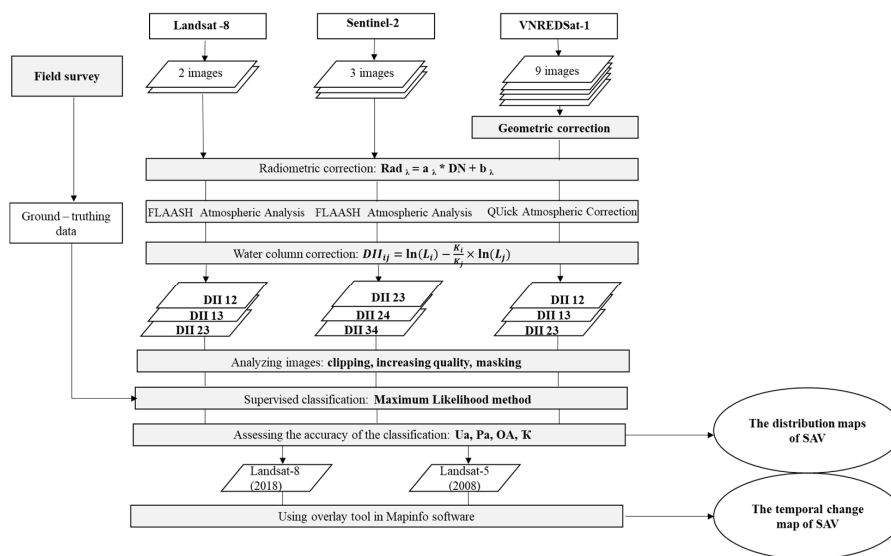 Landsat -8
Sentinel-2
VNREDSat-1
Field survey
2 images
3 images
9 images
Geometric correction
Radiometric correction: Rad λ = a λ * DN + b λ
Ground – truthing
data
FLAASH Atmospheric Analysis
FLAASH Atmospheric Analysis
QUick Atmospheric Correction
Water column correction: DII_ij = ln(L_i) − K_i/K_j × ln(L_j)
DII 12
DII 13
DII 23
DII 23
DII 24
DII 34
DII 12
DII 13
DII 23
Analyzing images: clipping, increasing quality, masking
Supervised classification: Maximum Likelihood method
Assessing the accuracy of the classification: Ua, Pa, OA, K
The distribution maps
of SAV
Landsat-8
(2018)
Landsat-5
(2008)
Using overlay tool in Mapinfo software
The temporal change
map of SAV